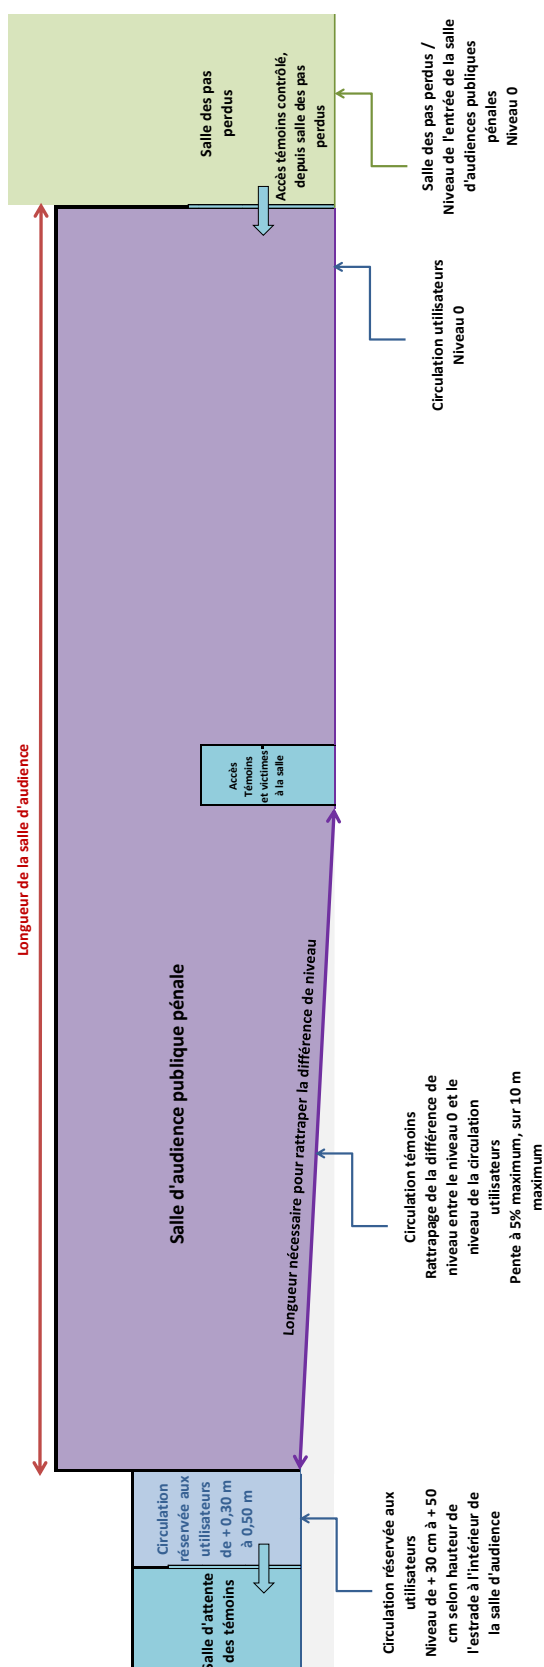 Longueur de la salle d'audience
Salle d'attente
des témoins
Circulation
réservée aux
utilisateurs
de + 0,30 m
à 0,50 m
Salle d'audience publique pénale
Longueur nécessaire pour rattraper la différence de niveau
Accès
Témoins
et victimes
à la salle
Salle des pas
perdus
Accès témoins contrôlé,
depuis salle des pas
perdus
Circulation réservée aux
utilisateurs
Niveau de + 30 cm à + 50
cm selon hauteur de
l'estrade à l'intérieur de
la salle d'audience
Circulation témoins
Rattrapage de la différence de
niveau entre le niveau 0 et le
niveau de la circulation
utilisateurs
Pente à 5% maximum, sur 10 m
maximum
Circulation utilisateurs
Niveau 0
Salle des pas perdus /
Niveau de l'entrée de la salle
d'audiences publiques
pénales
Niveau 0